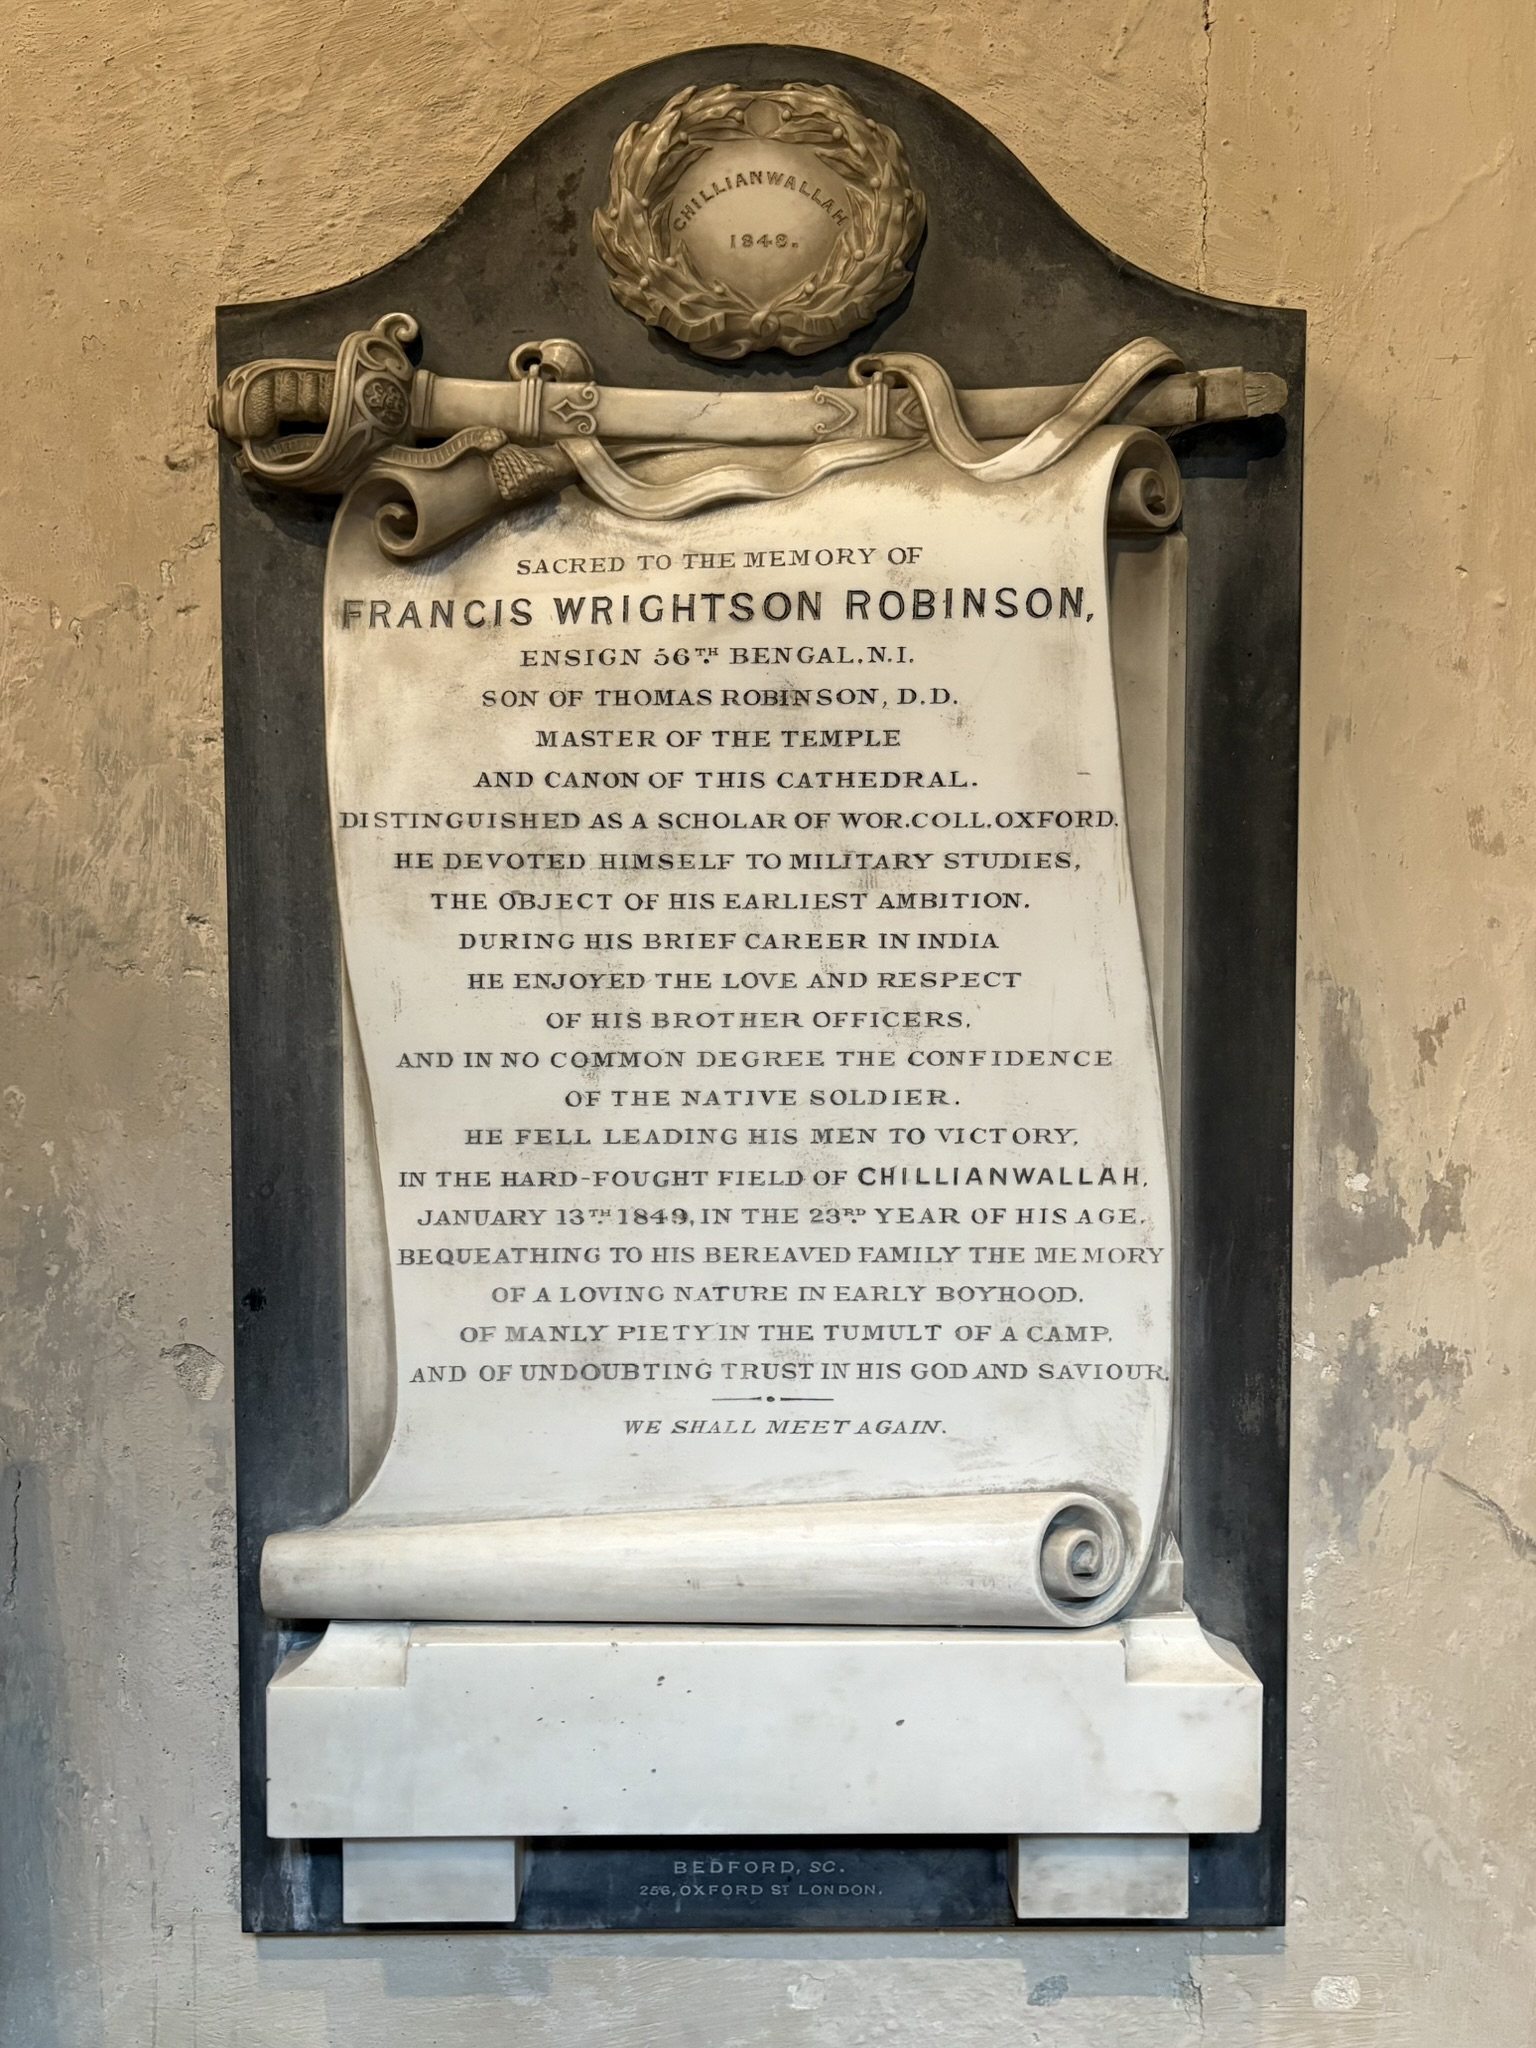 CHILLIANWALLAH
1848.
SACRED TO THE MEMORY OF
FRANCIS WRIGHTSON ROBINSON,
ENSIGN 56TH BENGAL.N.I.
SON OF THOMAS ROBINSON, D.D.
MASTER OF THE TEMPLE
AND CANON OF THIS CATHEDRAL.
DISTINGUISHED AS A SCHOLAR OF WOR.COLL.OXFORD.
HE DEVOTED HIMSELF TO MILITARY STUDIES,
THE OBJECT OF HIS EARLIEST AMBITION.
DURING HIS BRIEF CAREER IN INDIA
HE ENJOYED THE LOVE AND RESPECT
OF HIS BROTHER OFFICERS,
AND IN NO COMMON DEGREE THE CONFIDENCE
OF THE NATIVE SOLDIER.
HE FELL LEADING HIS MEN TO VICTORY,
IN THE HARD-FOUGHT FIELD OF CHILLIANWALLAH,
JANUARY 13TH 1849, IN THE 23RD YEAR OF HIS AGE,
BEQUEATHING TO HIS BEREAVED FAMILY THE MEMORY
OF A LOVING NATURE IN EARLY BOYHOOD,
OF MANLY PIETY IN THE TUMULT OF A CAMP,
AND OF UNDOUBTING TRUST IN HIS GOD AND SAVIOUR.
WE SHALL MEET AGAIN.
BEDFORD, SC.
256, OXFORD ST LONDON.